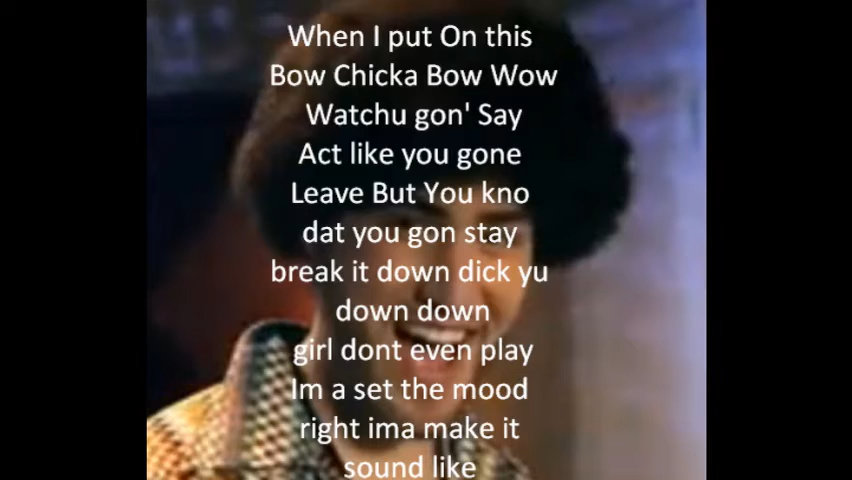 When I put On this
Bow Chicka Bow Wow
Watchu gon' Say
Act like you gone
Leave But You kno
dat you gon stay
break it down dick yu
down down
girl dont even play
Im a set the mood
right ima make it
sound like